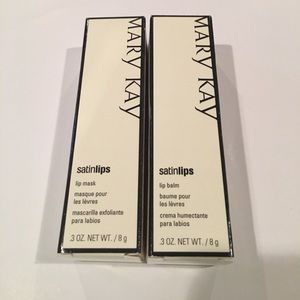 MARY KAY
satinlips
lip mask
masque pour
les lèvres
mascarilla exfoliante
para labios
.3 OZ. NET WT. / 8 g
MARY KAY
satinlips
lip balm
baume pour
les lèvres
crema humectante
para labios
.3 OZ. NET WT. / 8 g